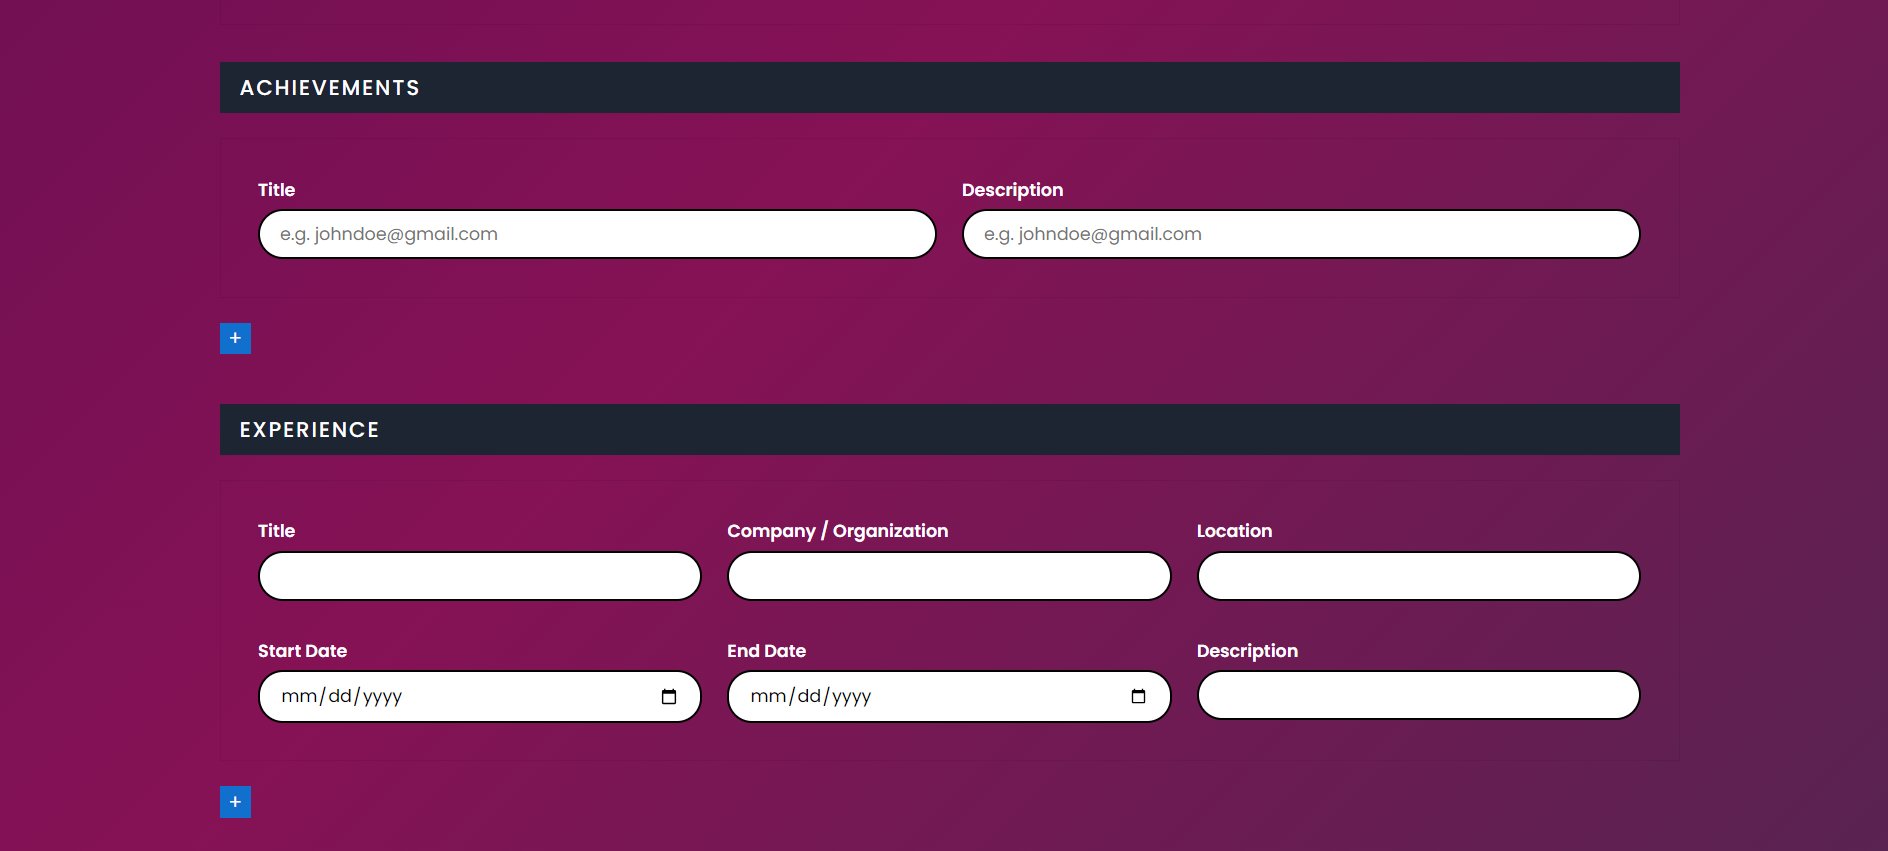 ACHIEVEMENTS
Title Description
e.g. johndoe@gmail.com e.g. johndoe@gmail.com
+
EXPERIENCE
Title Company / Organization Location
Start Date End Date Description
mm/dd/yyyy mm/dd/yyyy
+